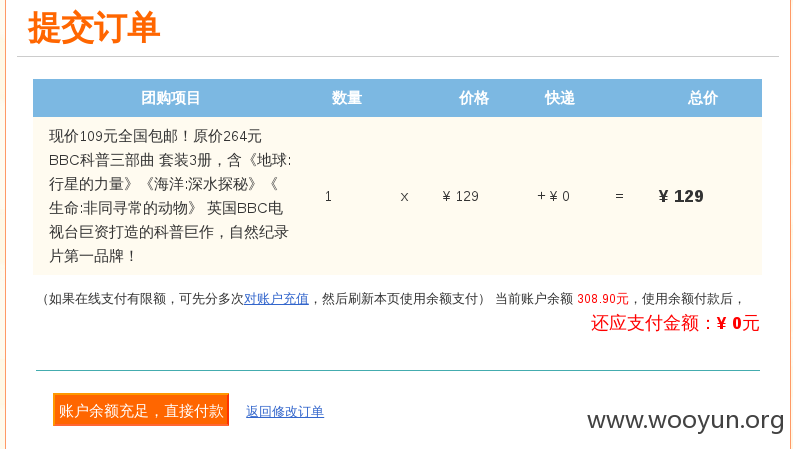 提交订单
团购项目 数量 价格 快递 总价
现价109元全国包邮！原价264元
BBC科普三部曲 套装3册，含《地球:
行星的力量》《海洋:深水探秘》《
生命:非同寻常的动物》 英国BBC电
视台巨资打造的科普巨作，自然纪录
片第一品牌！
1 x ¥ 129 + ¥ 0 = ¥ 129
（如果在线支付有限额，可先分多次对账户充值，然后刷新本页使用余额支付） 当前账户余额 308.90元，使用余额付款后，
还应支付金额：¥ 0元
账户余额充足，直接付款 返回修改订单
www.wooyun.org